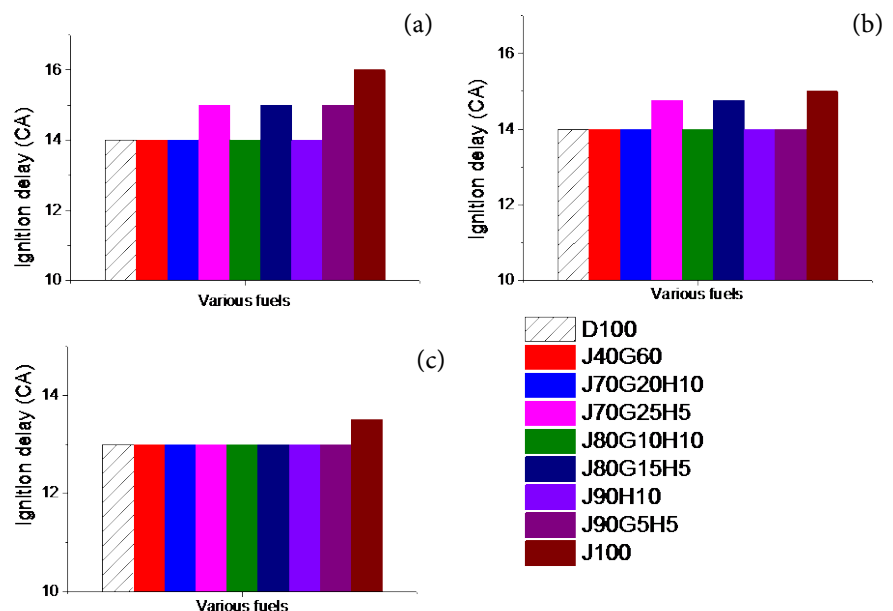 (a)
Ignition delay (CA)
16
14
12
10
Various fuels
(b)
Ignition delay (CA)
16
14
12
10
Various fuels
(c)
Ignition delay (CA)
14
12
10
Various fuels
D100
J40G60
J70G20H10
J70G25H5
J80G10H10
J80G15H5
J90H10
J90G5H5
J100